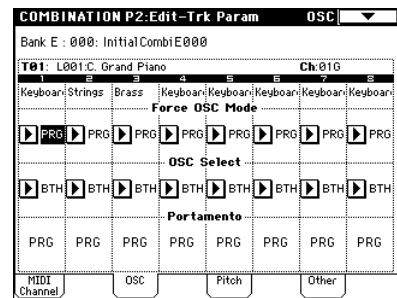 COMBINATION P2:Edit-Trk Param OSC
Bank E : 000: InitialCombiE000
T01: L001:C. Grand Piano Ch:01G
1 2 3 4 5 6 7 8
Keyboar Strings Brass Keyboar Keyboar Keyboar Keyboar Keyboar
Force OSC Mode
PRG PRG PRG PRG PRG PRG PRG PRG
OSC Select
BTH BTH BTH BTH BTH BTH BTH BTH
Portamento
PRG PRG PRG PRG PRG PRG PRG PRG
MIDI Channel OSC Pitch Other